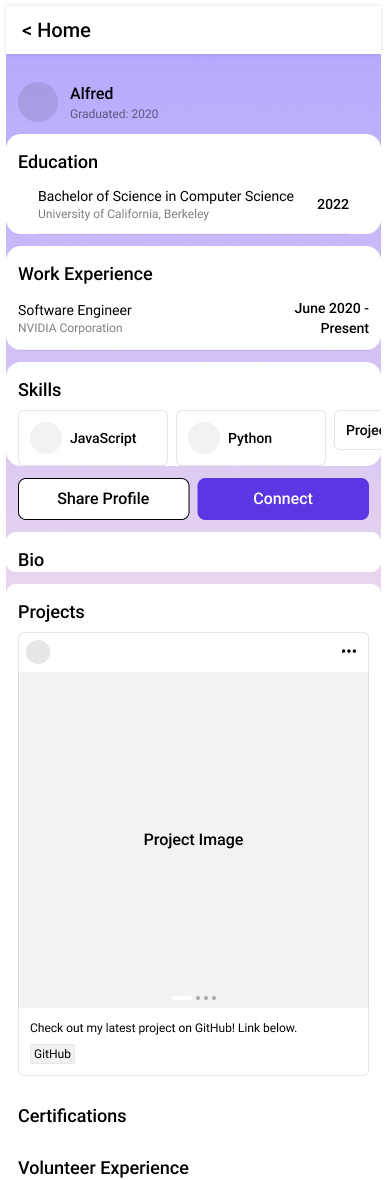 < Home
Alfred
Graduated: 2020
Education
Bachelor of Science in Computer Science
University of California, Berkeley
2022
Work Experience
Software Engineer
NVIDIA Corporation
June 2020 -
Present
Skills
JavaScript
Python
Projec
Share Profile
Connect
Bio
Projects
Project Image
Check out my latest project on GitHub! Link below.
GitHub
Certifications
Volunteer Experience